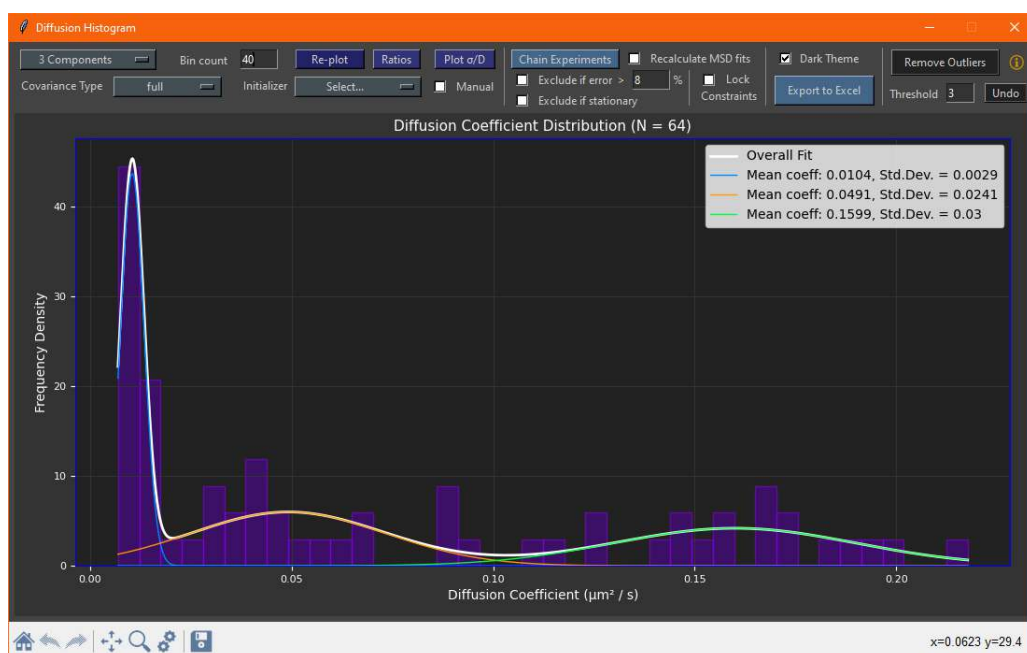 Diffusion Histogram
3 Components Bin count 40 Re-plot Ratios Plot σ/D Chain Experiments Recalculate MSD fits Dark Theme Remove Outliers
Covariance Type full Initializer Select... Manual Exclude if error > 8 % Lock Constraints Export to Excel Threshold 3 Undo
Exclude if stationary
Diffusion Coefficient Distribution (N = 64)
Overall Fit
Mean coeff: 0.0104, Std.Dev. = 0.0029
Mean coeff: 0.0491, Std.Dev. = 0.0241
Mean coeff: 0.1599, Std.Dev. = 0.03
Frequency Density
40
30
20
10
0
0.00 0.05 0.10 0.15 0.20
Diffusion Coefficient (μm² / s)
x=0.0623 y=29.4